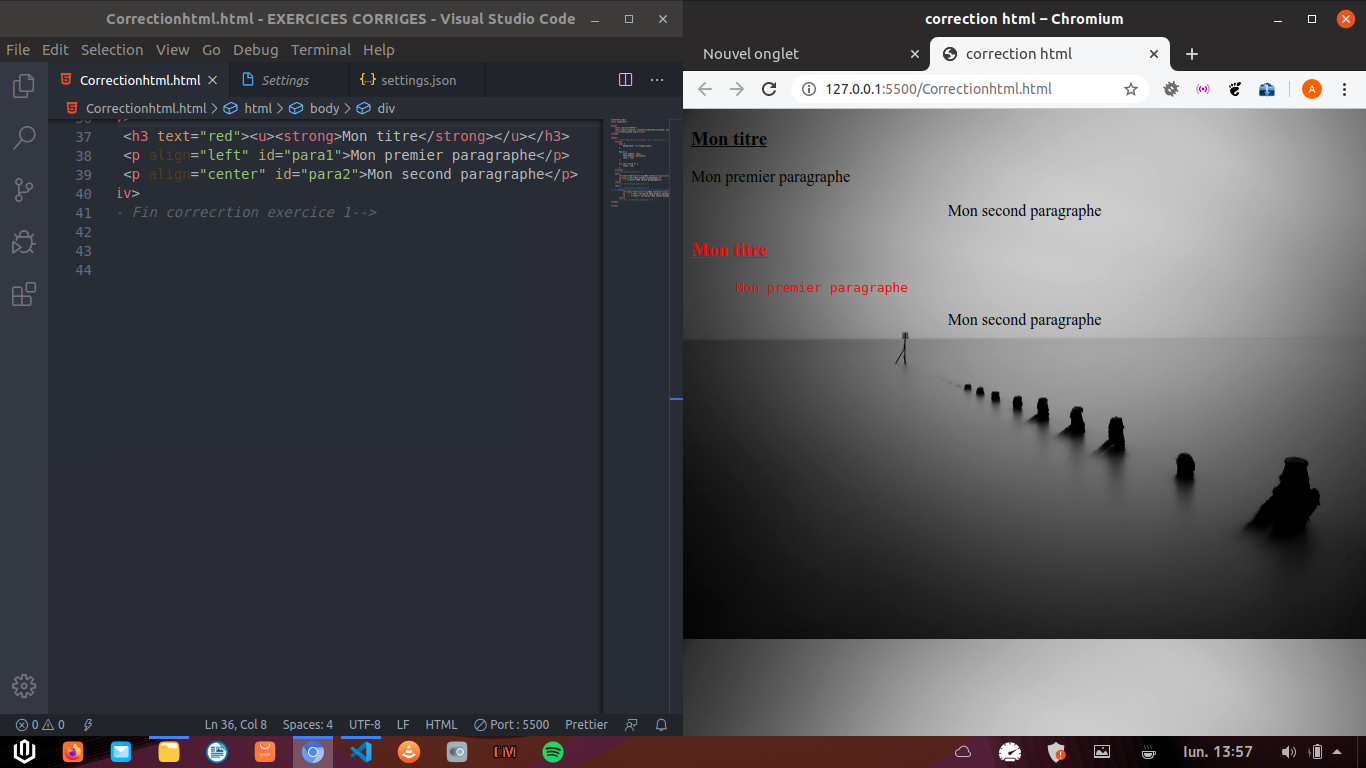 Correctionhtml.html - EXERCICES CORRIGES - Visual Studio Code
File Edit Selection View Go Debug Terminal Help
Correctionhtml.html Settings settings.json
Correctionhtml.html > html > body > div
37 <h3 text="red"><u><strong>Mon titre</strong></u></h3>
38 <p align="left" id="para1">Mon premier paragraphe</p>
39 <p align="center" id="para2">Mon second paragraphe</p>
40 iv>
41 - Fin correcrtion exercice 1-->
42
43
44
0 0 Ln 36, Col 8 Spaces: 4 UTF-8 LF HTML Port : 5500 Prettier
correction html – Chromium
Nouvel onglet correction html
127.0.0.1:5500/Correctionhtml.html A
Mon titre
Mon premier paragraphe
Mon second paragraphe
Mon titre
Mon premier paragraphe
Mon second paragraphe
lun. 13:57